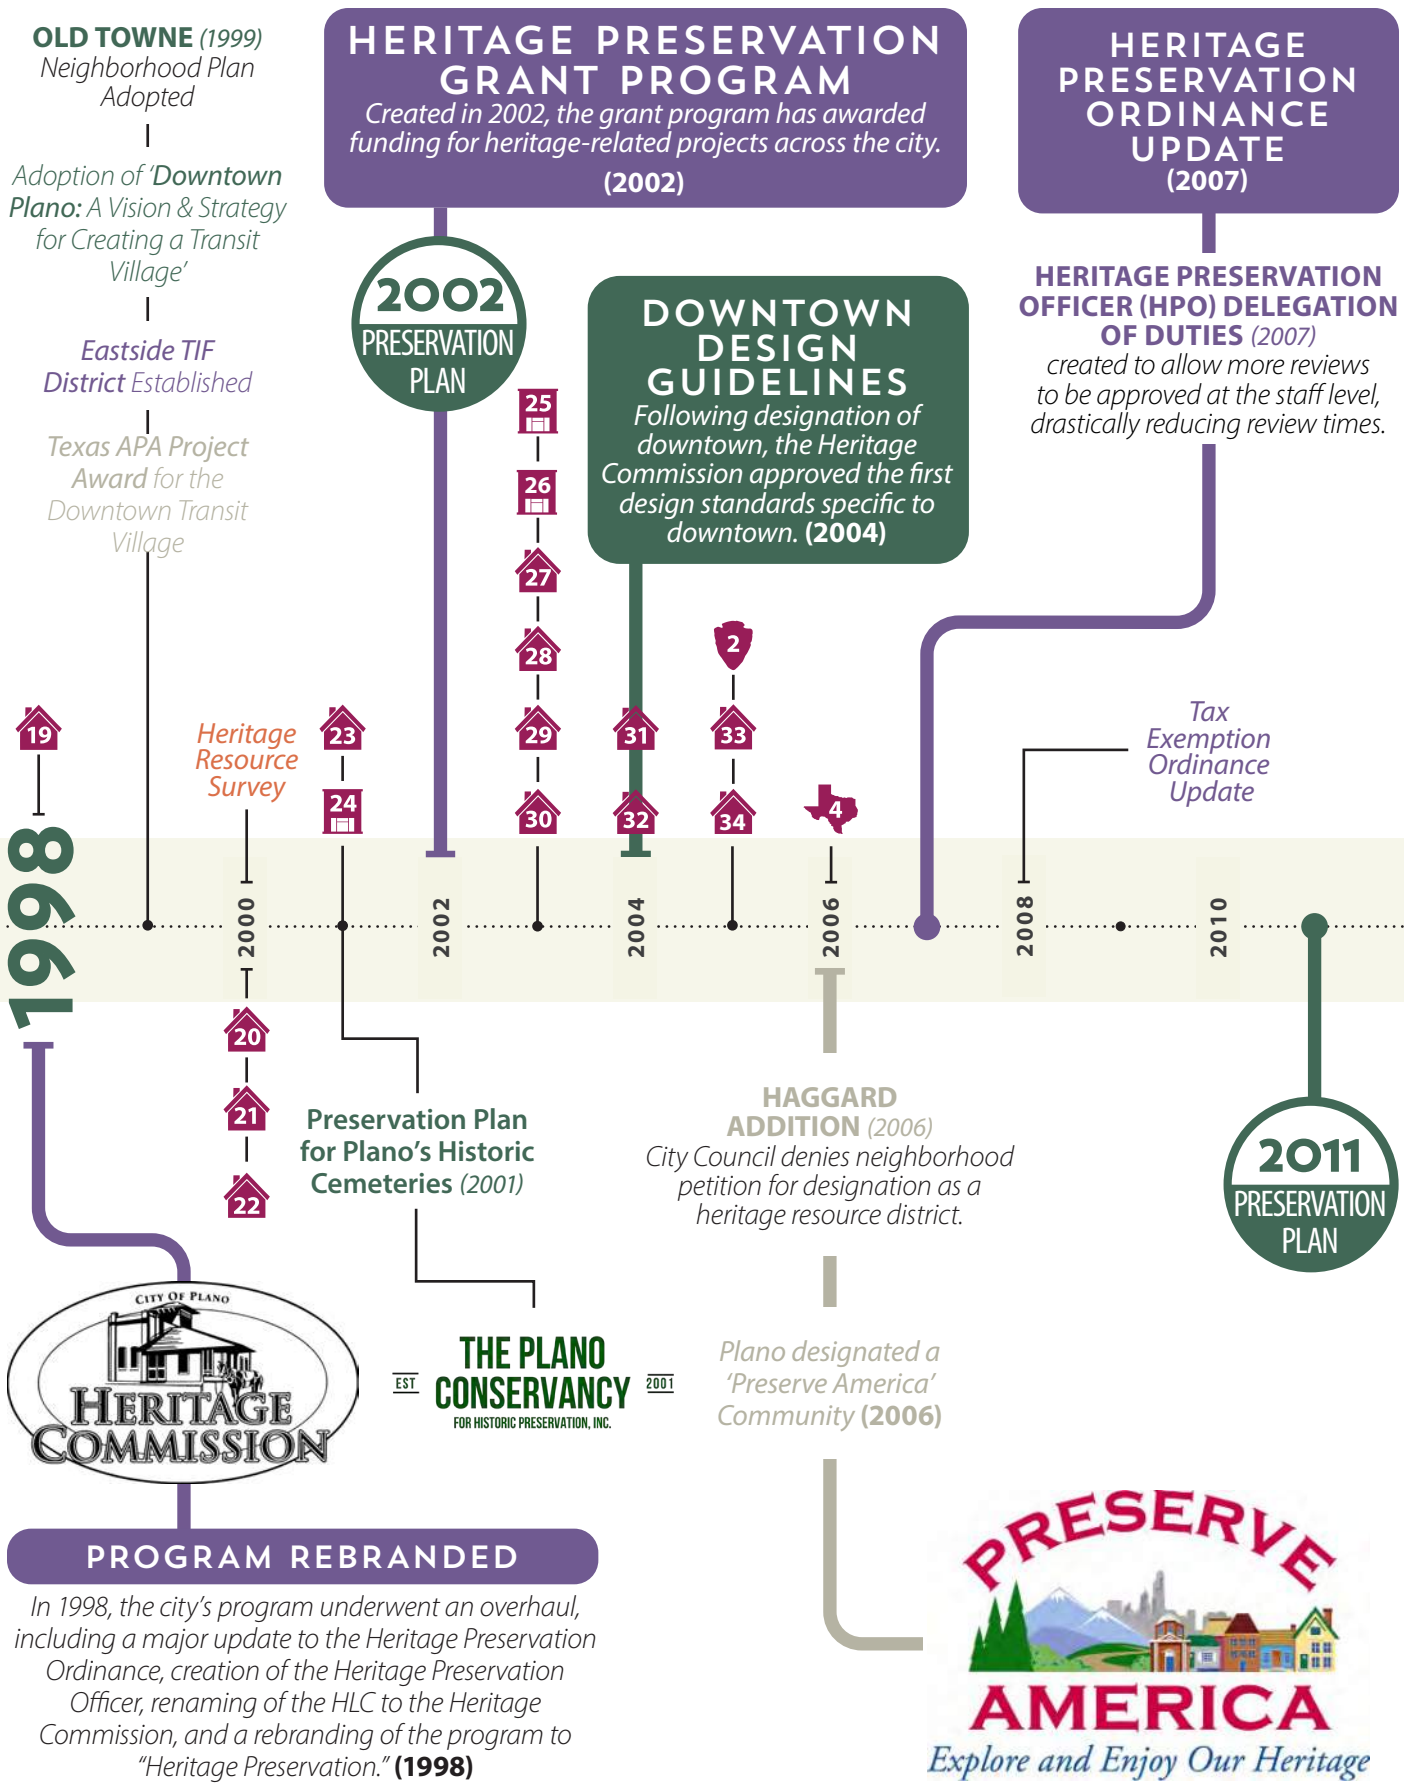 OLD TOWNE (1999)
Neighborhood Plan
Adopted
Adoption of ‘Downtown
Plano: A Vision & Strategy
for Creating a Transit
Village’
Eastside TIF
District Established
Texas APA Project
Award for the
Downtown Transit
Village
HERITAGE PRESERVATION
GRANT PROGRAM
Created in 2002, the grant program has awarded
funding for heritage-related projects across the city.
(2002)
2002
PRESERVATION
PLAN
HERITAGE
PRESERVATION
ORDINANCE
UPDATE
(2007)
HERITAGE PRESERVATION
OFFICER (HPO) DELEGATION
OF DUTIES (2007)
created to allow more reviews
to be approved at the staff level,
drastically reducing review times.
DOWNTOWN
DESIGN
GUIDELINES
Following designation of
downtown, the Heritage
Commission approved the first
design standards specific to
downtown. (2004)
25
26
27
28
29
30
31
32
2
33
34
4
19
Heritage
Resource
Survey
23
24
Tax
Exemption
Ordinance
Update
1998
2000
2002
2004
2006
2008
2010
20
21
22
Preservation Plan
for Plano’s Historic
Cemeteries (2001)
HAGGARD
ADDITION (2006)
City Council denies neighborhood
petition for designation as a
heritage resource district.
2011
PRESERVATION
PLAN
CITY OF PLANO
HERITAGE
COMMISSION
EST
THE PLANO
CONSERVANCY
2001
FOR HISTORIC PRESERVATION, INC.
Plano designated a
‘Preserve America’
Community (2006)
PROGRAM REBRANDED
In 1998, the city’s program underwent an overhaul,
including a major update to the Heritage Preservation
Ordinance, creation of the Heritage Preservation
Officer, renaming of the HLC to the Heritage
Commission, and a rebranding of the program to
“Heritage Preservation.” (1998)
PRESERVE
AMERICA
Explore and Enjoy Our Heritage